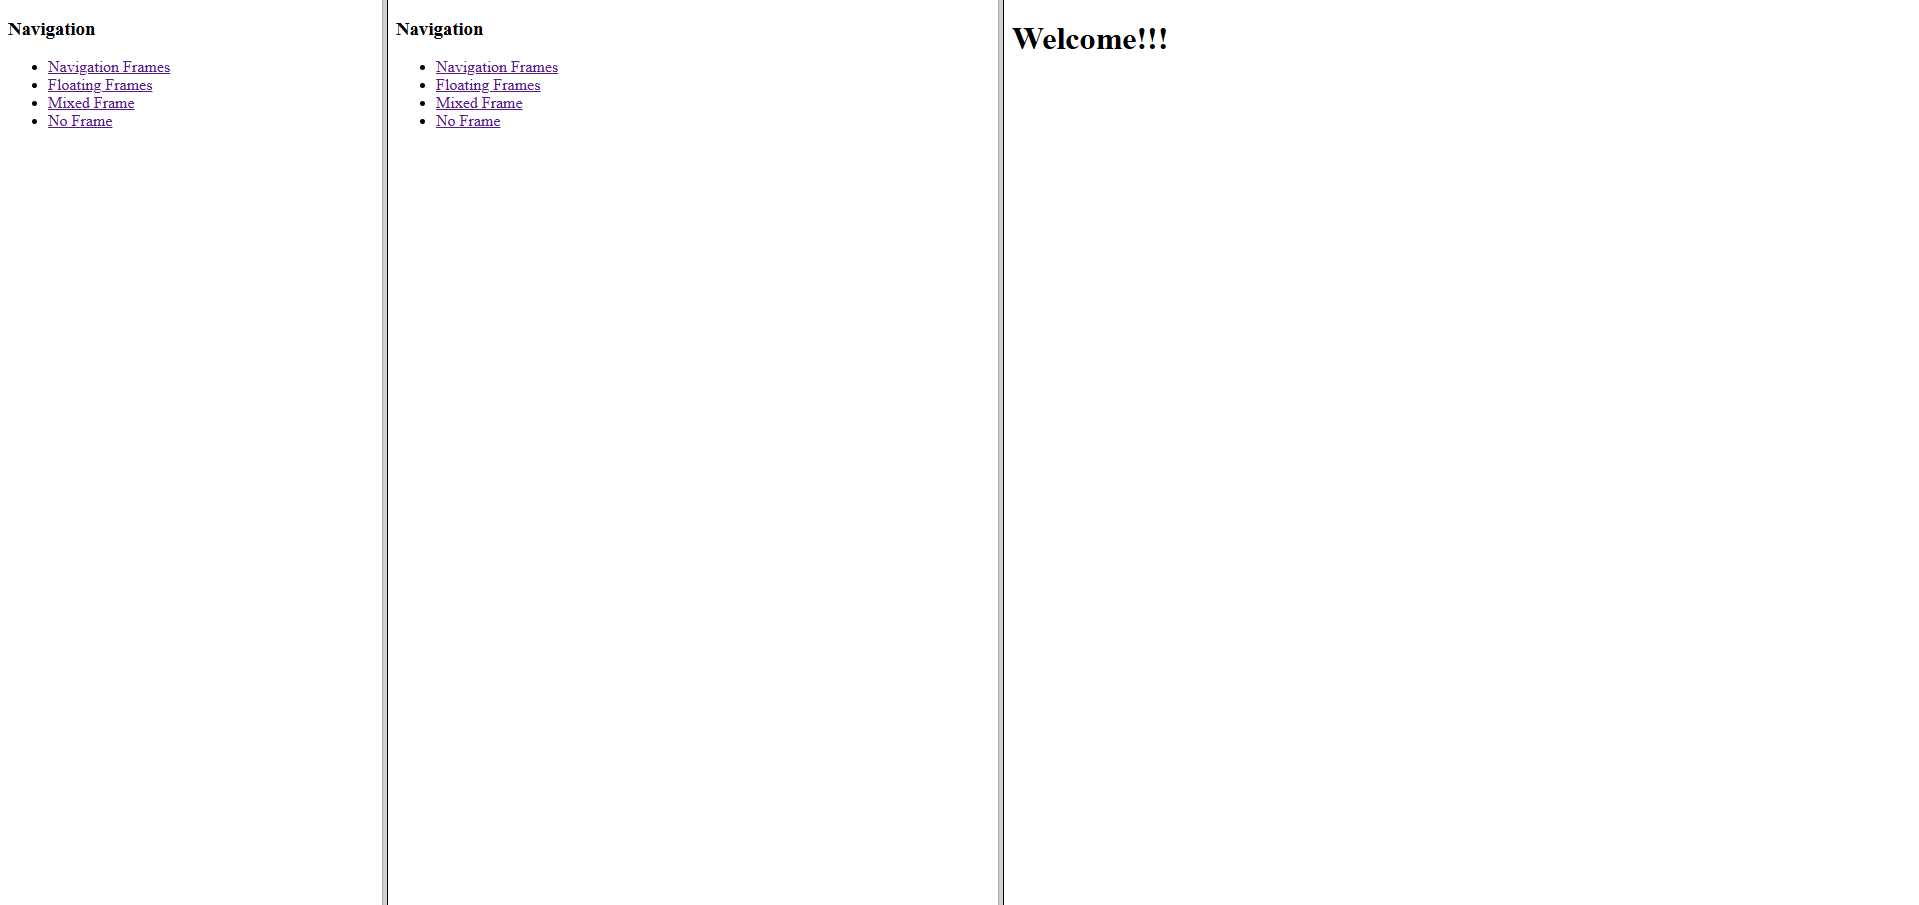 Navigation
Navigation Frames
Floating Frames
Mixed Frame
No Frame
Navigation
Navigation Frames
Floating Frames
Mixed Frame
No Frame
Welcome!!!